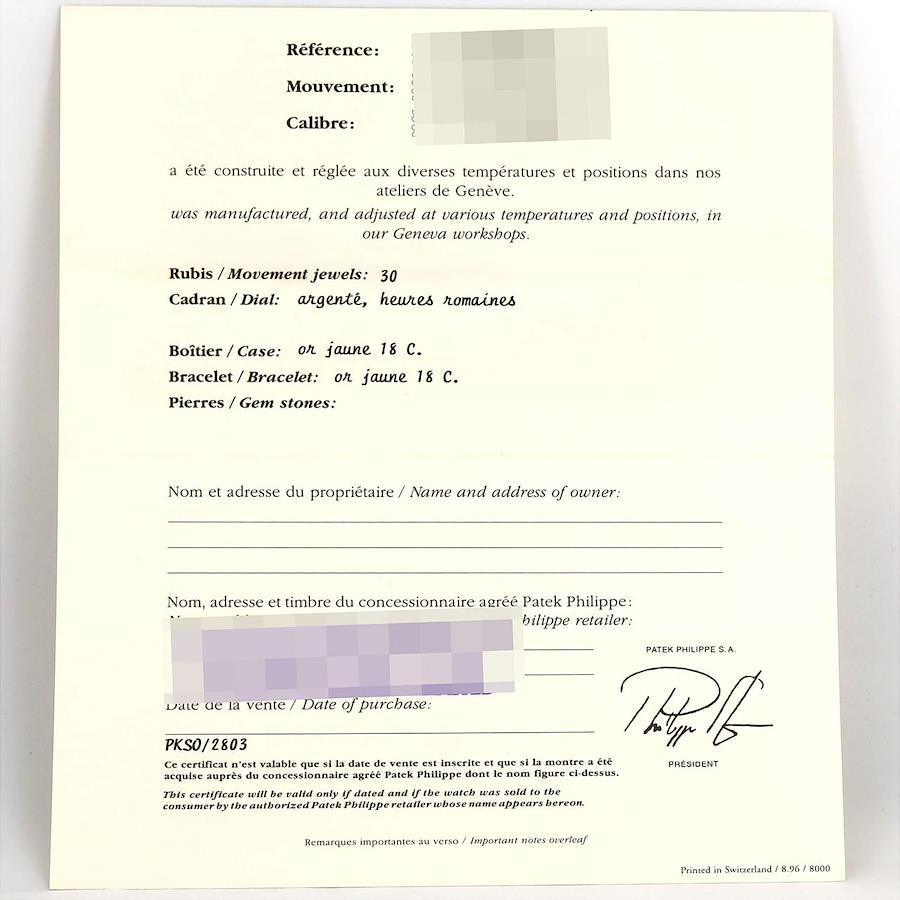 Référence:
Mouvement:
Calibre:
a été construite et réglée aux diverses températures et positions dans nos
ateliers de Genève.
was manufactured, and adjusted at various temperatures and positions, in
our Geneva workshops.
Rubis / Movement jewels: 30
Cadran / Dial: argenté, heures romaines
Boîtier / Case: or jaune 18 C.
Bracelet / Bracelet: or jaune 18 C.
Pierres / Gem stones:
Nom et adresse du propriétaire / Name and address of owner:
Nom, adresse et timbre du concessionnaire agréé Patek Philippe:
retailer:
PATEK PHILIPPE S.A.
Date de la vente / Date of purchase:
PKSO/2803
PRÉSIDENT
Ce certificat n'est valable que si la date de vente est inscrite et que si la montre a été
acquise auprès du concessionnaire agréé Patek Philippe dont le nom figure ci-dessus.
This certificate will be valid only if dated and if the watch was sold to the
consumer by the authorized Patek Philippe retailer whose name appears hereon.
Remarques importantes au verso / Important notes overleaf
Printed in Switzerland / 8.96 / 8000